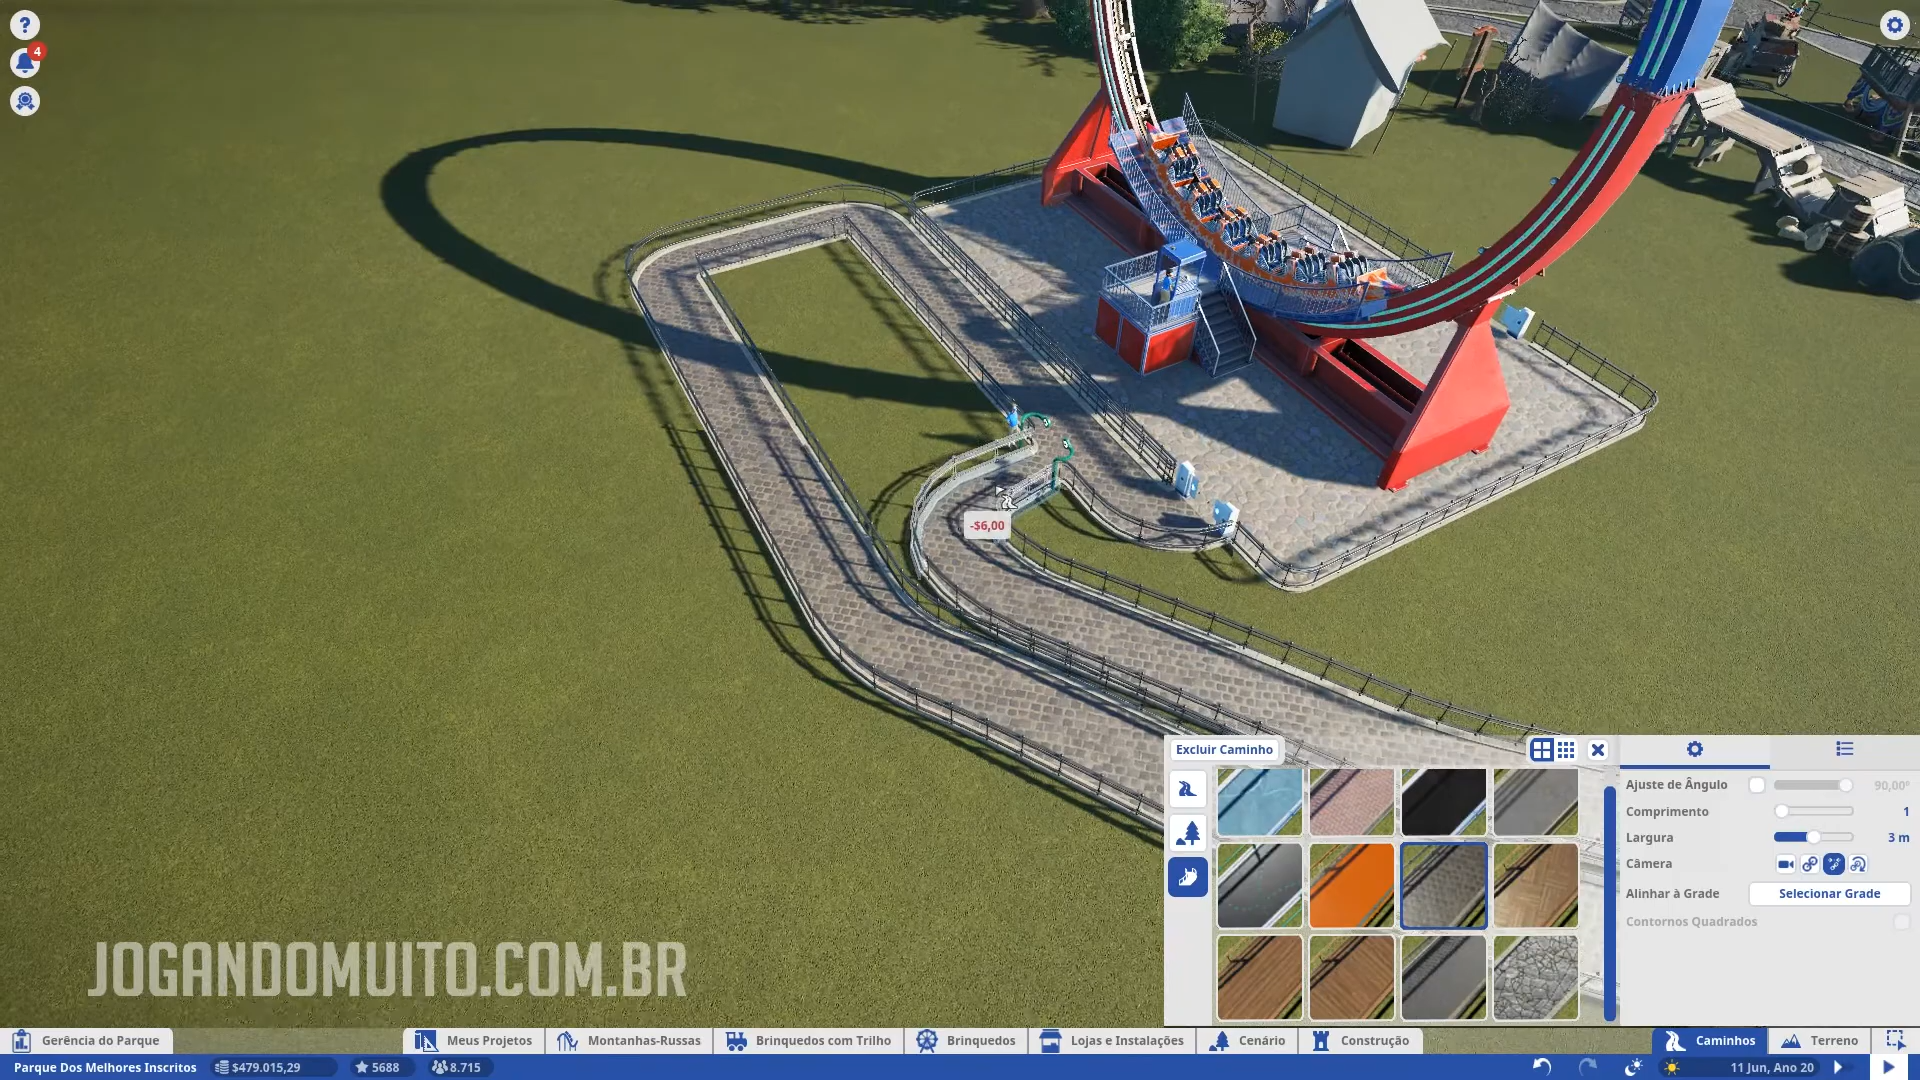 ?
4
-$6,00
Excluir Caminho
Ajuste de Ângulo 90,00°
Comprimento 1
Largura 3 m
Câmera
Alinhar à Grade Selecionar Grade
Contornos Quadrados
JOGANDOMUITO.COM.BR
Gerência do Parque Meus Projetos Montanhas-Russas Brinquedos com Trilho Brinquedos Lojas e Instalações Cenário Construção Caminhos Terreno
Parque Dos Melhores Inscritos $479.015,29 5688 8.715 11 Jun, Ano 20